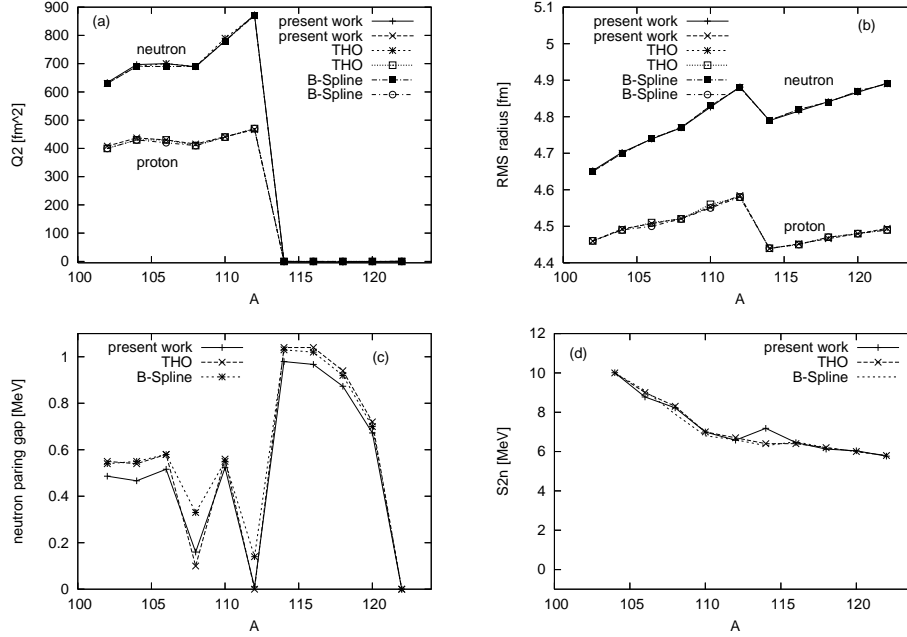 (a)
present work
present work
THO
THO
B-Spline
B-Spline
neutron
proton
Q2 [fm^2]
900
800
700
600
500
400
300
200
100
0
100
105
110
115
120
A
(b)
present work
present work
THO
THO
B-Spline
B-Spline
neutron
proton
RMS radius [fm]
5.1
5
4.9
4.8
4.7
4.6
4.5
4.4
100
105
110
115
120
A
present work
THO
B-Spline
(c)
neutron paring gap [MeV]
1
0.8
0.6
0.4
0.2
0
100
105
110
115
120
A
(d)
present work
THO
B-Spline
S2n [MeV]
12
10
8
6
4
2
0
100
105
110
115
120
A